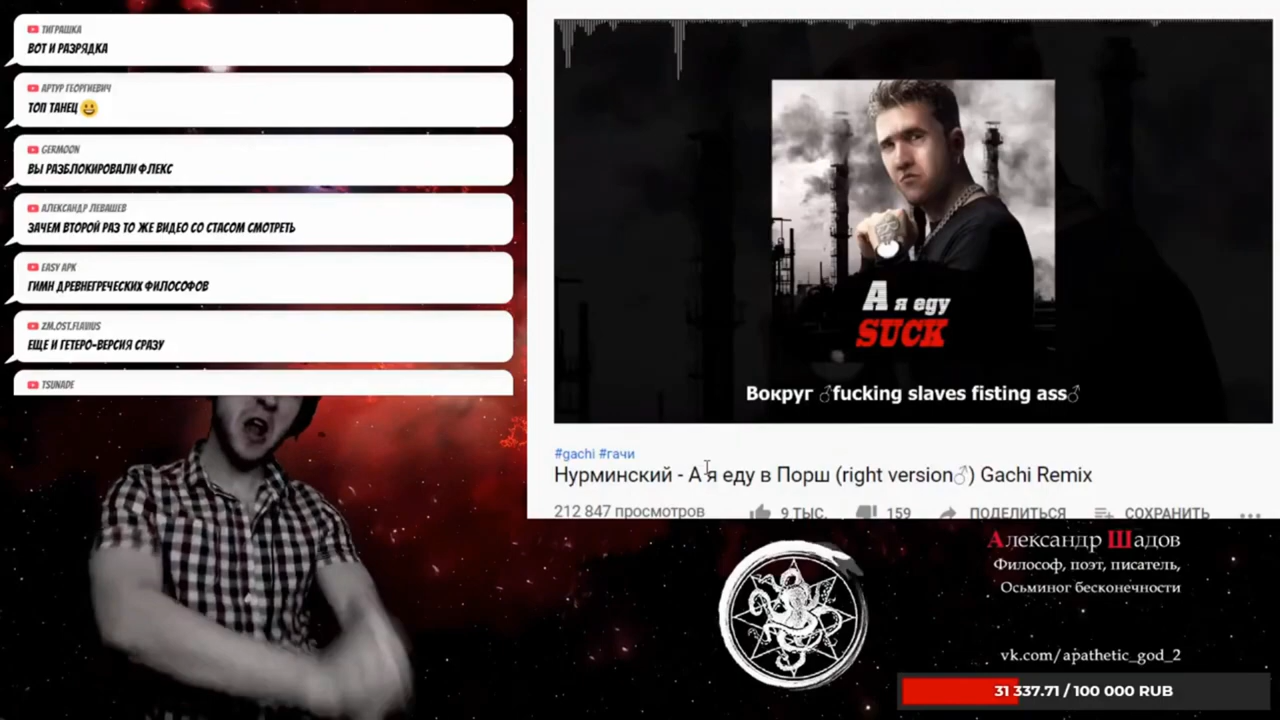 ТИГРАШКА
ВОТ И РАЗРЯДКА
АРТУР ГЕОРГИЕВИЧ
ТОП ТАНЕЦ😀
GERMOON
ВЫ РАЗБЛОКИРОВАЛИ ФЛЕКС
АЛЕКСАНДР ЛЕВАШЕВ
ЗАЧЕМ ВТОРОЙ РАЗ ТО ЖЕ ВИДЕО СО СТАСОМ СМОТРЕТЬ
EASY APK
ГИМН ДРЕВНЕГРЕЧЕСКИХ ФИЛОСОФОВ
ZM.OST.FLAVIUS
ЕЩЕ И ГЕТЕРО-ВЕРСИЯ СРАЗУ
TSUNADE
А я еду
SUCK
Вокруг ♂fucking slaves fisting ass♂
#gachi #гачи
Нурминский - А я еду в Порш (right version♂) Gachi Remix
212 847 просмотров 9 ТЫС. 159 ПОДЕЛИТЬСЯ СОХРАНИТЬ
Александр Шадов
Философ, поэт, писатель,
Осьминог бесконечности
vk.com/apathetic_god_2
31 337.71 / 100 000 RUB